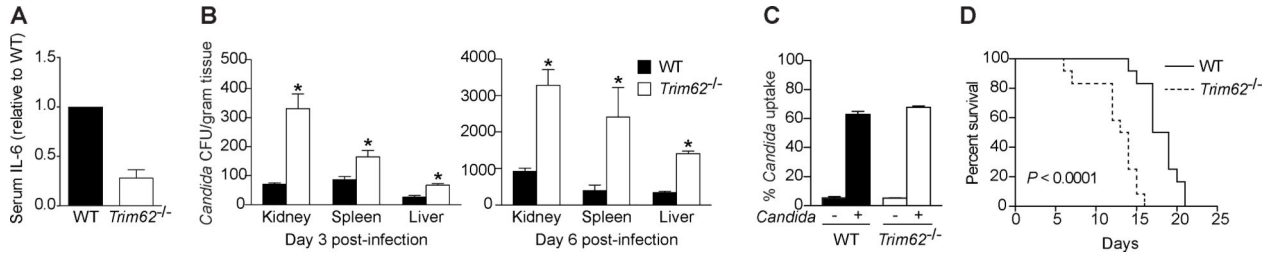 A
Serum IL-6 (relative to WT)
1.5
1.0
0.5
0.0
WT Trim62-/-
B
Candida CFU/gram tissue
500
400
300
200
100
0
* * *
Kidney Spleen Liver
Day 3 post-infection
4000
3000
2000
1000
0
* * *
Kidney Spleen Liver
Day 6 post-infection
WT
Trim62-/-
C
% Candida uptake
100
80
60
40
20
0
Candida - + - +
WT Trim62-/-
D
Percent survival
100
80
60
40
20
0
WT
Trim62-/-
P < 0.0001
0 5 10 15 20 25
Days